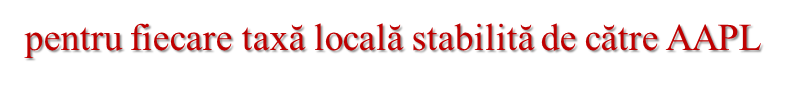 pentru fiecare taxă locală stabilită de către AAPL